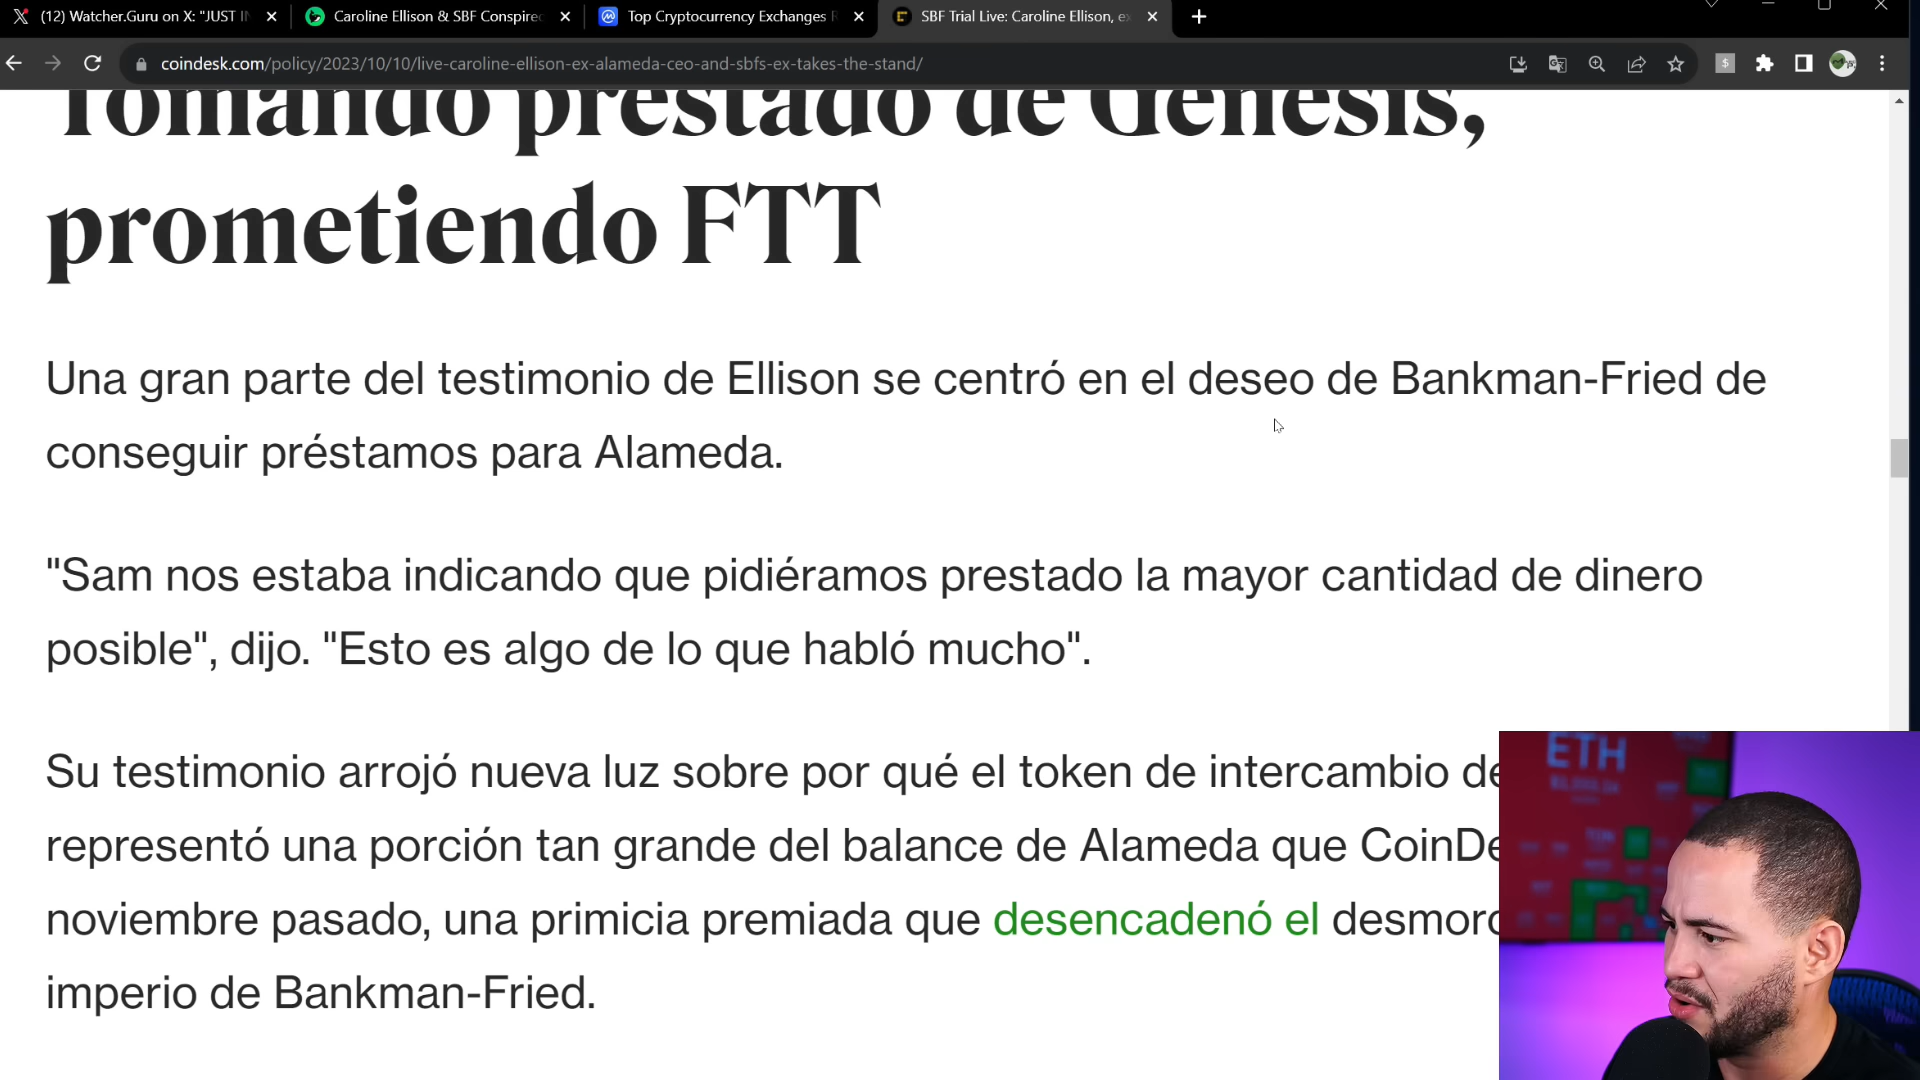 (12) Watcher.Guru on X: "JUST IN
Caroline Ellison & SBF Conspired
Top Cryptocurrency Exchanges R
SBF Trial Live: Caroline Ellison, ex
coindesk.com/policy/2023/10/10/live-caroline-ellison-ex-alameda-ceo-and-sbfs-ex-takes-the-stand/
Tomando prestado de Genesis,
prometiendo FTT
Una gran parte del testimonio de Ellison se centró en el deseo de Bankman-Fried de
conseguir préstamos para Alameda.
"Sam nos estaba indicando que pidiéramos prestado la mayor cantidad de dinero
posible", dijo. "Esto es algo de lo que habló mucho".
Su testimonio arrojó nueva luz sobre por qué el token de intercambio de
representó una porción tan grande del balance de Alameda que CoinDe
noviembre pasado, una primicia premiada que desencadenó el desmoro
imperio de Bankman-Fried.
ETH